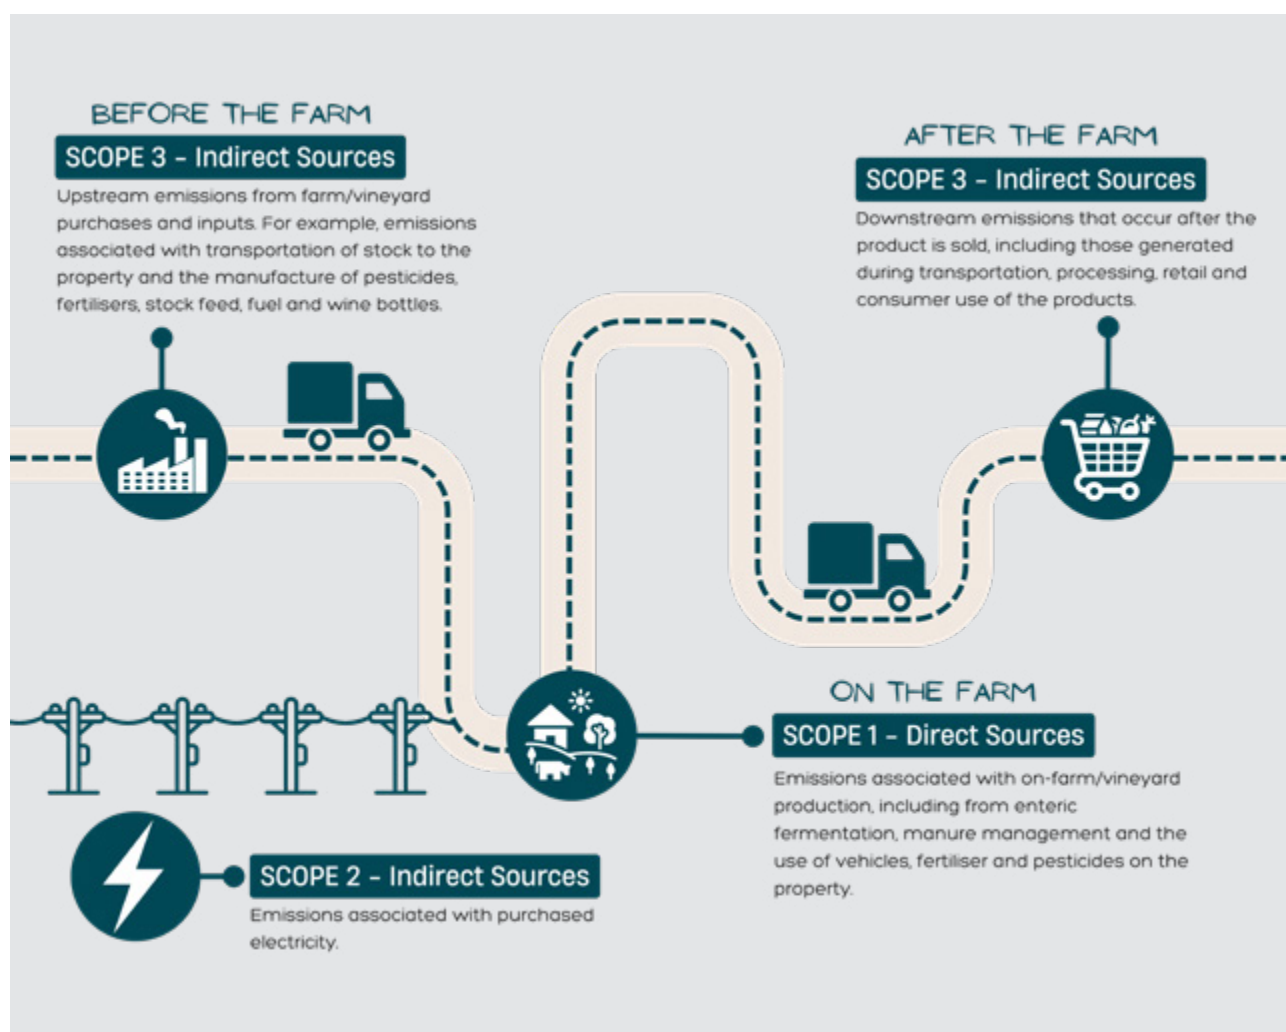 BEFORE THE FARM
SCOPE 3 - Indirect Sources
Upstream emissions from farm/vineyard
purchases and inputs. For example, emissions
associated with transportation of stock to the
property and the manufacture of pesticides,
fertilisers, stock feed, fuel and wine bottles.
AFTER THE FARM
SCOPE 3 - Indirect Sources
Downstream emissions that occur after the
product is sold, including those generated
during transportation, processing, retail and
consumer use of the products.
ON THE FARM
SCOPE 1 - Direct Sources
Emissions associated with on-farm/vineyard
production, including from enteric
fermentation, manure management and the
use of vehicles, fertiliser and pesticides on the
property.
SCOPE 2 - Indirect Sources
Emissions associated with purchased
electricity.